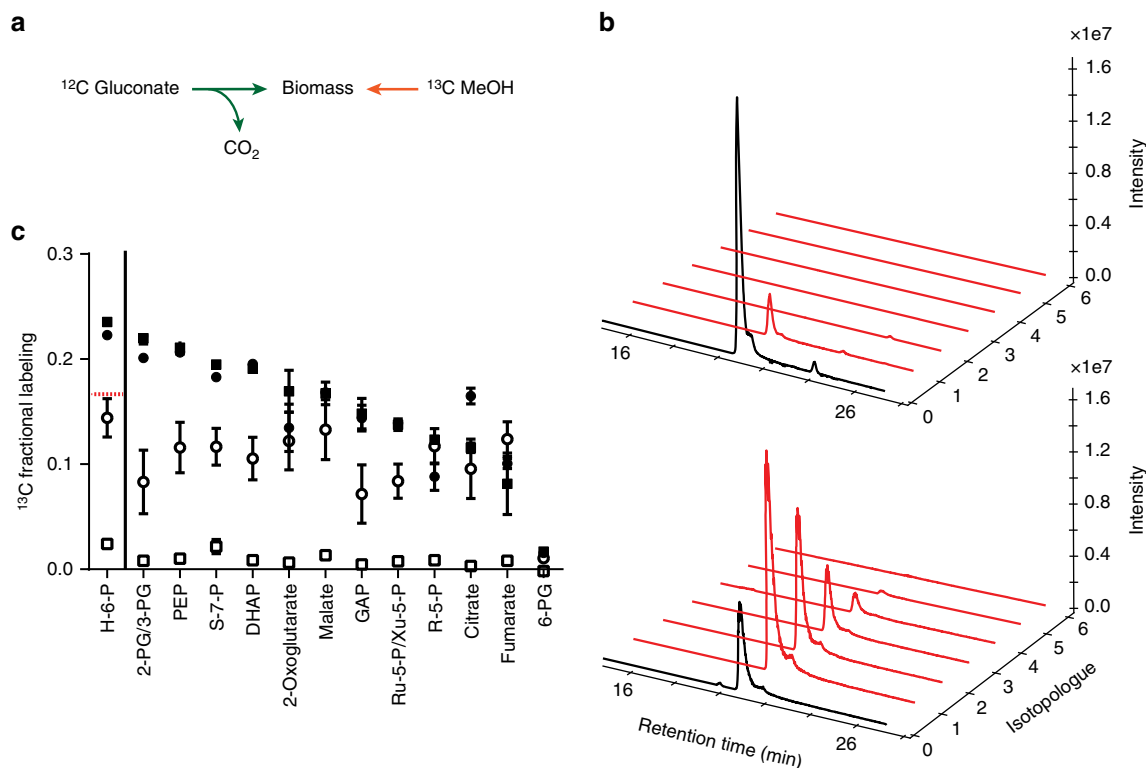 a
¹²C Gluconate
Biomass
¹³C MeOH
CO₂
b
×1e7
1.6
1.2
0.8
0.4
0.0
Intensity
16
26
0
1
2
3
4
5
6
×1e7
1.6
1.2
0.8
0.4
0.0
Intensity
16
26
Retention time (min)
0
1
2
3
4
5
6
Isotopologue
c
0.3
0.2
0.1
0.0
¹³C fractional labeling
H-6-P
2-PG/3-PG
PEP
S-7-P
DHAP
2-Oxoglutarate
Malate
GAP
Ru-5-P/Xu-5-P
R-5-P
Citrate
Fumarate
6-PG